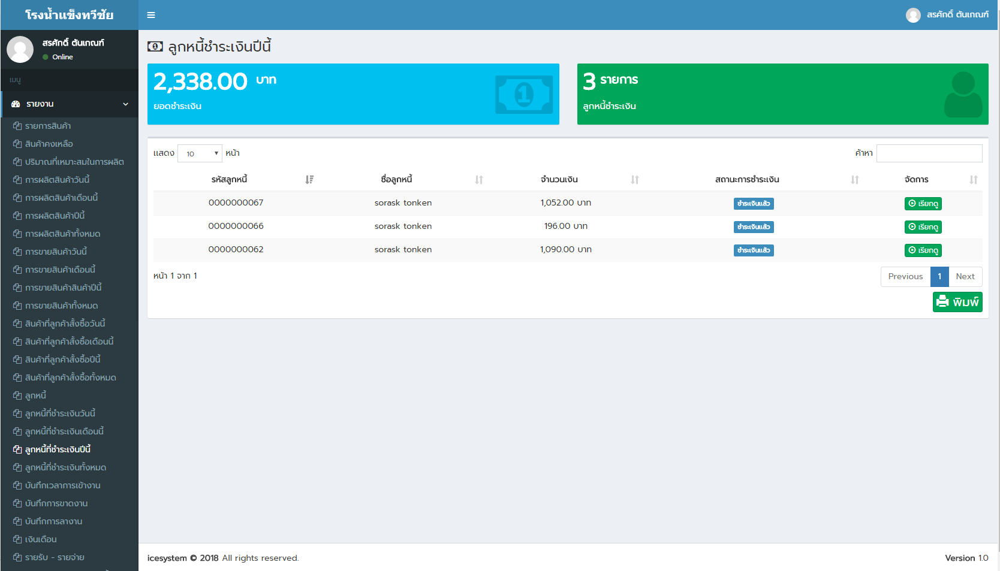 โรงน้ำแข็งทวีชัย
สรศักดิ์ ตันเกณฑ์
สรศักดิ์ ตันเกณฑ์
Online
เมนู
รายงาน
รายการสินค้า
สินค้าคงเหลือ
ปริมาณที่เหมาะสมในการผลิต
การผลิตสินค้าวันนี้
การผลิตสินค้าเดือนนี้
การผลิตสินค้าปีนี้
การผลิตสินค้าทั้งหมด
การขายสินค้าวันนี้
การขายสินค้าเดือนนี้
การขายสินค้าสินค้าปีนี้
การขายสินค้าทั้งหมด
สินค้าที่ลูกค้าสั้งซื้อวันนี้
สินค้าที่ลูกค้าสั้งซื้อเดือนนี้
สินค้าที่ลูกค้าสั้งซื้อปีนี้
สินค้าที่ลูกค้าสั้งซื้อทั้งหมด
ลูกหนี้
ลูกหนี้ที่ชำระเงินวันนี้
ลูกหนี้ที่ชำระเงินเดือนนี้
ลูกหนี้ที่ชำระเงินปีนี้
ลูกหนี้ที่ชำระเงินทั้งหมด
บันทึกเวลาการเข้างาน
บันทึกการขาดงาน
บันทึกการลางาน
เงินเดือน
รายรับ - รายจ่าย
ลูกหนี้ชำระเงินปีนี้
2,338.00 บาท
ยอดชำระเงิน
3 รายการ
ลูกหนี้ชำระเงิน
แสดง 10 หน้า
ค้าหา
รหัสลูกหนี้ ชื่อลูกหนี้ จำนวนเงิน สถานะการชำระเงิน จัดการ
0000000067 sorask tonken 1,052.00 บาท ชำระเงินแล้ว เรียกดู
0000000066 sorask tonken 196.00 บาท ชำระเงินแล้ว เรียกดู
0000000062 sorask tonken 1,090.00 บาท ชำระเงินแล้ว เรียกดู
หน้า 1 จาก 1
Previous 1 Next
พิมพ์
icesystem © 2018 All rights reserved.
Version 1.0